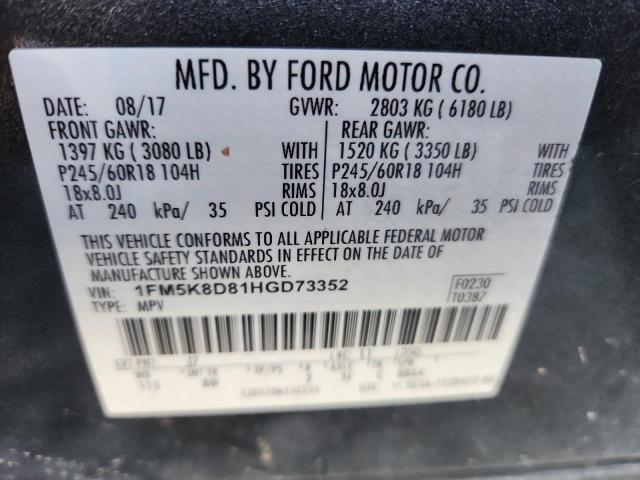 MFD. BY FORD MOTOR CO.
DATE: 08/17 GVWR: 2803 KG ( 6180 LB)
FRONT GAWR: REAR GAWR:
1397 KG ( 3080 LB) WITH 1520 KG ( 3350 LB) WITH
P245/60R18 104H TIRES P245/60R18 104H TIRES
18x8.0J RIMS 18x8.0J RIMS
AT 240 kPa/ 35 PSI COLD AT 240 kPa/ 35 PSI COLD
THIS VEHICLE CONFORMS TO ALL APPLICABLE FEDERAL MOTOR
VEHICLE SAFETY STANDARDS IN EFFECT ON THE DATE OF
MANUFACTURE SHOWN ABOVE.
VIN: 1FM5K8D81HGD73352 F0230
TYPE: MPV T0387
EXT PNT: J7